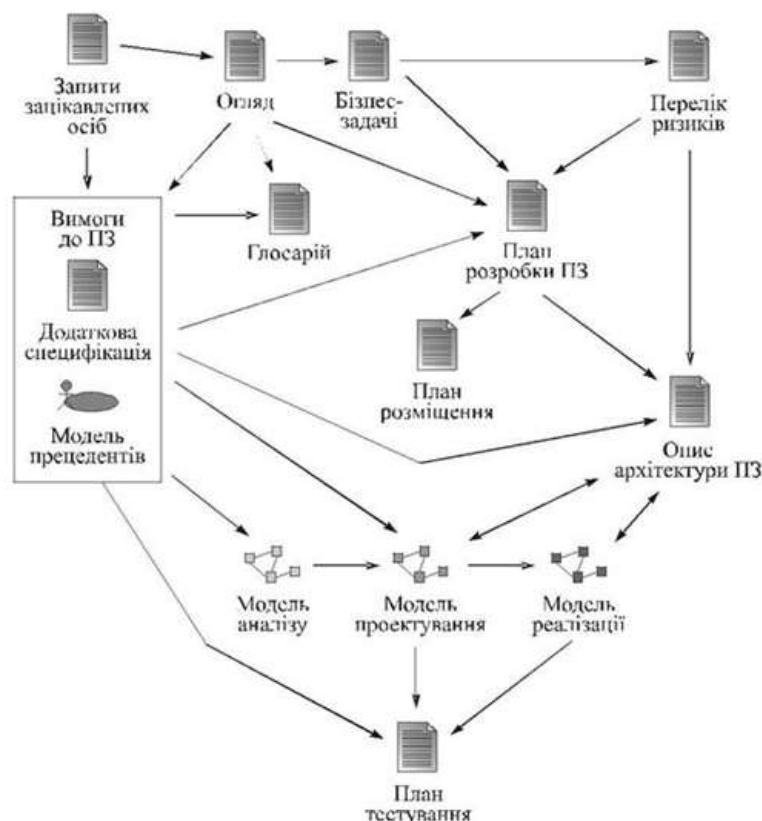 Запити
зацікавлених
осіб
Огляд
Бізнес-
задачі
Перелік
ризиків
Вимоги
до ПЗ
Додаткова
специфікація
Модель
прецедентів
Глосарій
План
розробки ПЗ
План
розміщення
Опис
архітектури ПЗ
Модель
аналізу
Модель
проектування
Модель
реалізації
План
тестування